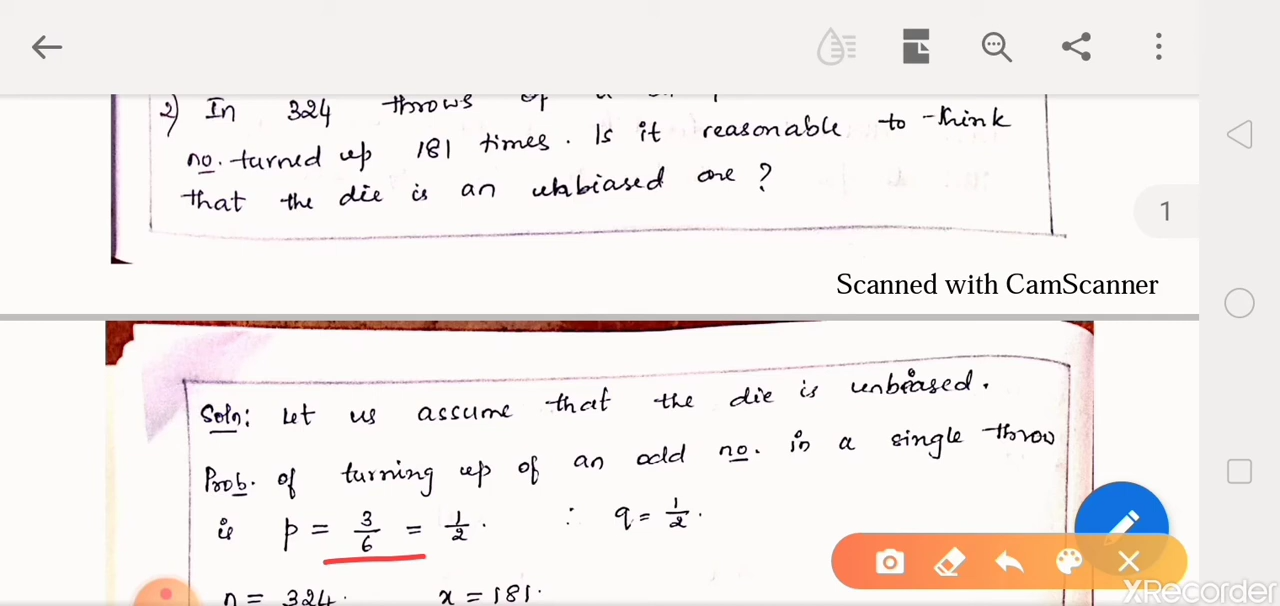 2) In 324 throws of a
no. turned up 181 times. Is it reasonable to think
that the die is an unbiased one?
1
Scanned with CamScanner
Soln: Let us assume that the die is unbiased.
Prob. of turning up of an odd no. in a single throw
is p = 3/6 = 1/2. ∴ q = 1/2.
n = 324. x = 181.
XRecorder